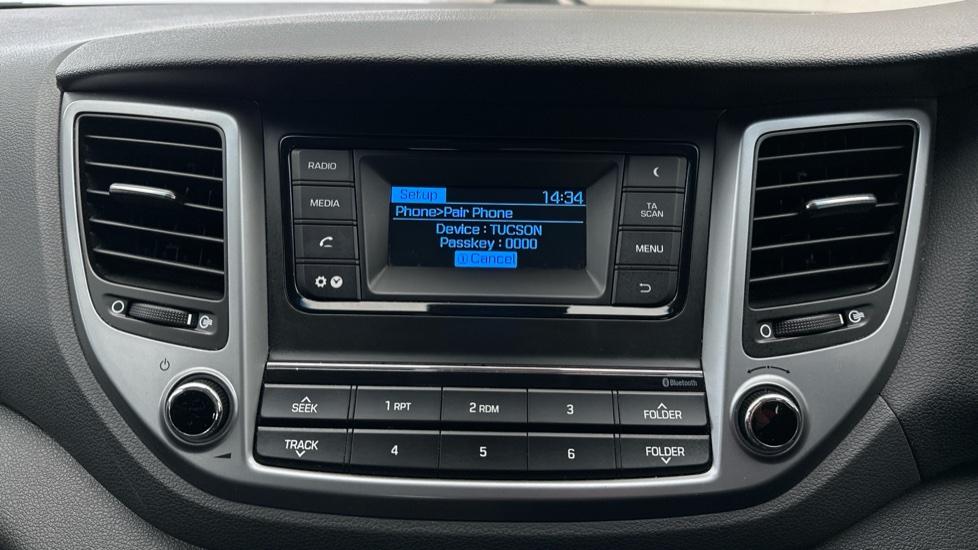 RADIO
MEDIA
Setup 14:34
Phone>Pair Phone
Device : TUCSON
Passkey : 0000
① Cancel
TA
SCAN
MENU
Bluetooth
SEEK
1 RPT
2 RDM
3
FOLDER
TRACK
4
5
6
FOLDER